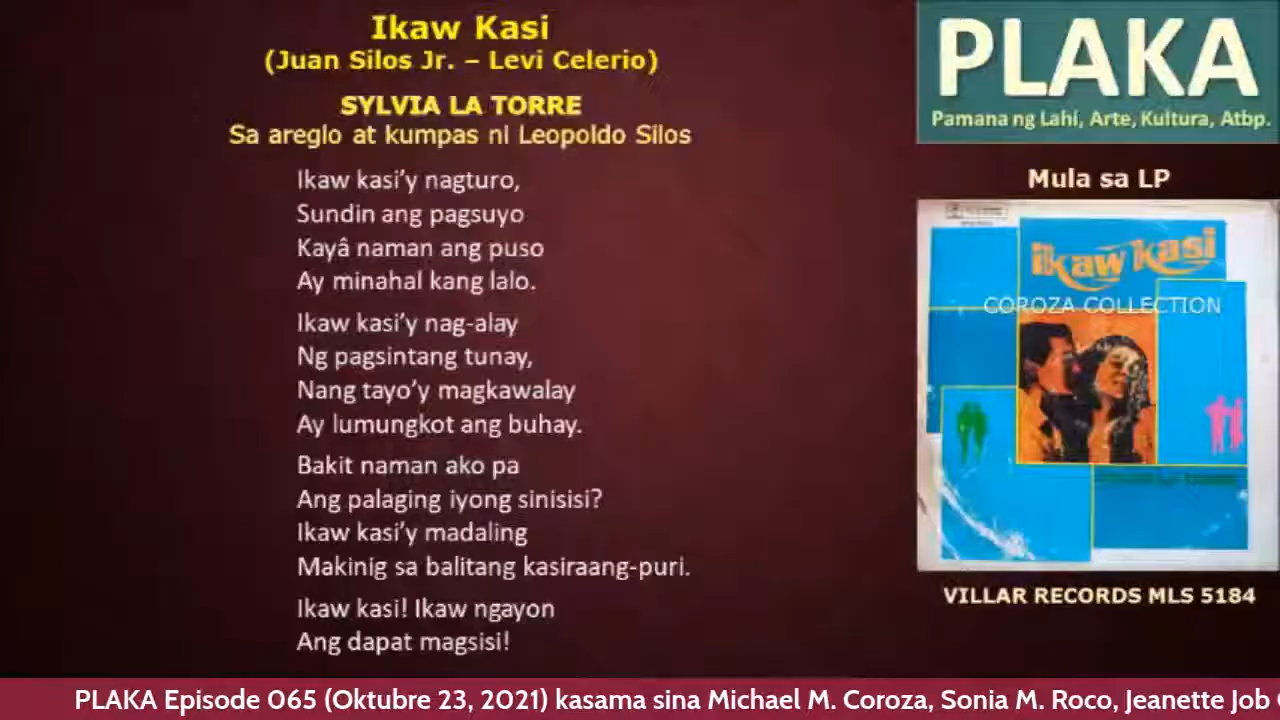 Ikaw Kasi
(Juan Silos Jr. – Levi Celerio)
SYLVIA LA TORRE
Sa areglo at kumpas ni Leopoldo Silos
Ikaw kasi’y nagturo,
Sundin ang pagsuyo
Kayâ naman ang puso
Ay minahal kang lalo.
Ikaw kasi’y nag-alay
Ng pagsintang tunay,
Nang tayo’y magkawalay
Ay lumungkot ang buhay.
Bakit naman ako pa
Ang palaging iyong sinisisi?
Ikaw kasi’y madaling
Makinig sa balitang kasiraang-puri.
Ikaw kasi! Ikaw ngayon
Ang dapat magsisi!
PLAKA
Pamana ng Lahi, Arte, Kultura, Atbp.
Mula sa LP
ikaw kasi
COROZA COLLECTION
VILLAR RECORDS MLS 5184
PLAKA Episode 065 (Oktubre 23, 2021) kasama sina Michael M. Coroza, Sonia M. Roco, Jeanette Job